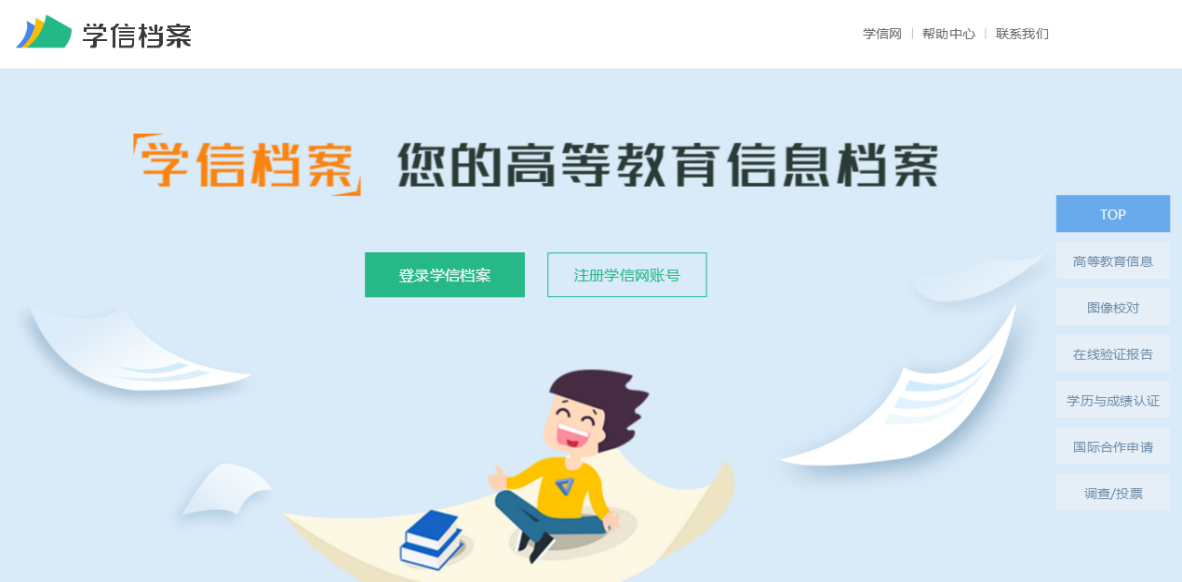 学信档案
学信网 | 帮助中心 | 联系我们
「学信档案」 您的高等教育信息档案
登录学信档案
注册学信网账号
TOP
高等教育信息
图像校对
在线验证报告
学历与成绩认证
国际合作申请
调查/投票